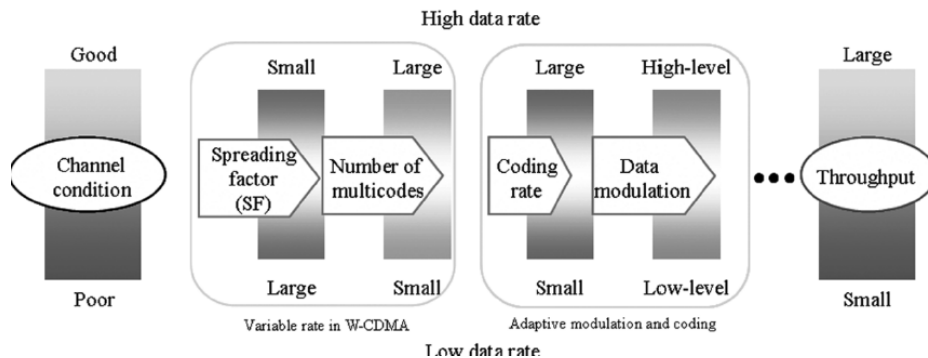 High data rate
Good
Small
Large
Large
High-level
Large
Channel
condition
Spreading
factor
(SF)
Number of
multicodes
Coding
rate
Data
modulation
Throughput
Poor
Large
Small
Small
Low-level
Small
Variable rate in W-CDMA
Adaptive modulation and coding
Low data rate